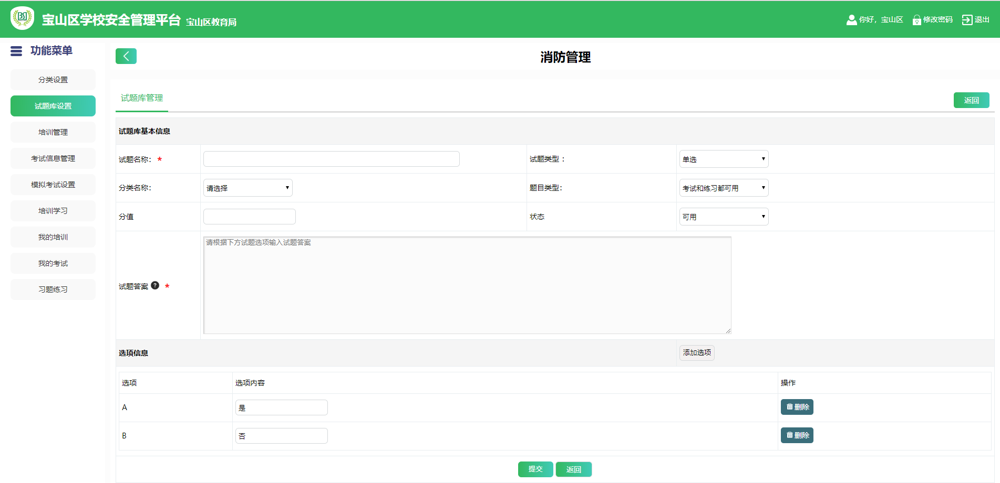 宝山区学校安全管理平台 宝山区教育局
你好，宝山区 修改密码 退出
功能菜单
分类设置
试题库设置
培训管理
考试信息管理
模拟考试设置
培训学习
我的培训
我的考试
习题练习
消防管理
试题库管理
返回
试题库基本信息
试题名称： * 试题类型： 单选
分类名称： 请选择 题目类型： 考试和练习都可用
分值 状态 可用
试题答案 ? * 请根据下方试题选项输入试题答案
选项信息 添加选项
选项 选项内容 操作
A 是 删除
B 否 删除
提交 返回